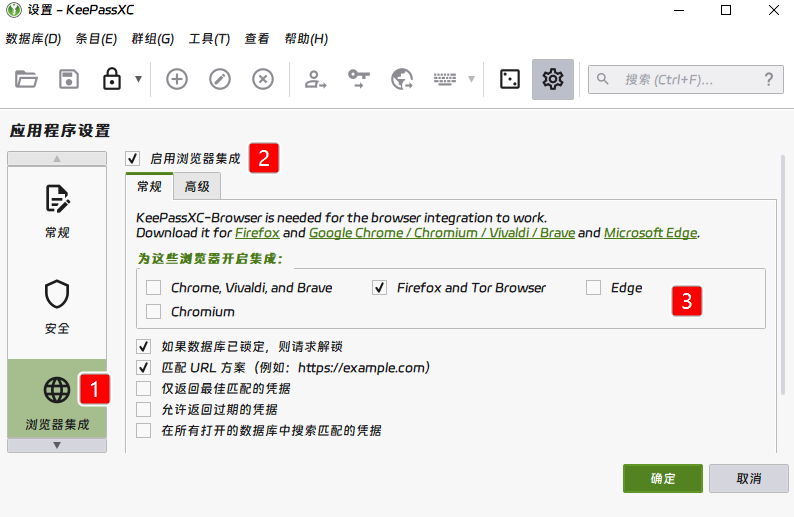 设置 - KeePassXC
数据库(D) 条目(E) 群组(G) 工具(T) 查看 帮助(H)
搜索 (Ctrl+F)... ?
应用程序设置
启用浏览器集成 2
常规 高级
KeePassXC-Browser is needed for the browser integration to work.
Download it for Firefox and Google Chrome / Chromium / Vivaldi / Brave and Microsoft Edge.
常规
为这些浏览器开启集成：
Chrome, Vivaldi, and Brave Firefox and Tor Browser Edge 3
Chromium
安全
如果数据库已锁定，则请求解锁
匹配 URL 方案（例如：https://example.com）
仅返回最佳匹配的凭据
1
允许返回过期的凭据
浏览器集成
在所有打开的数据库中搜索匹配的凭据
确定 取消